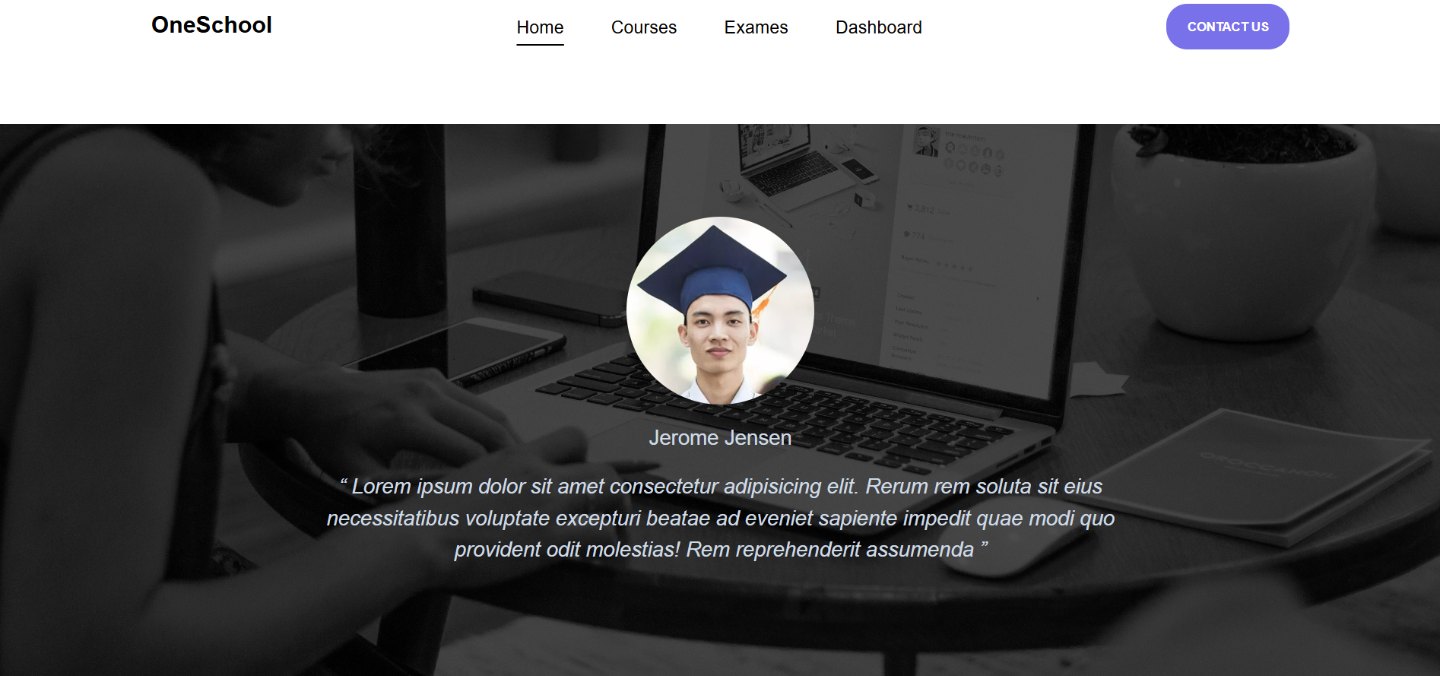 OneSchool
Home
Courses
Exames
Dashboard
CONTACT US
Jerome Jensen
“ Lorem ipsum dolor sit amet consectetur adipisicing elit. Rerum rem soluta sit eius
necessitatibus voluptate excepturi beatae ad eveniet sapiente impedit quae modi quo
provident odit molestias! Rem reprehenderit assumenda ”